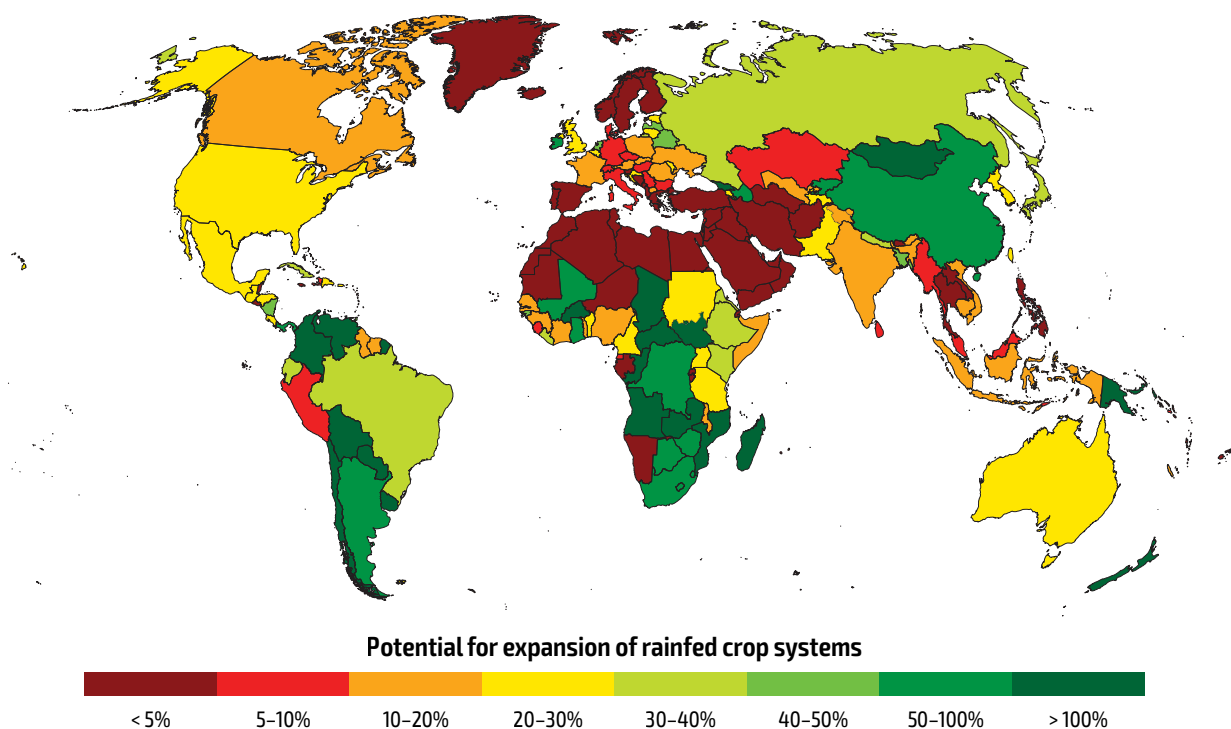 Potential for expansion of rainfed crop systems
< 5% 5–10% 10–20% 20–30% 30–40% 40–50% 50–100% > 100%